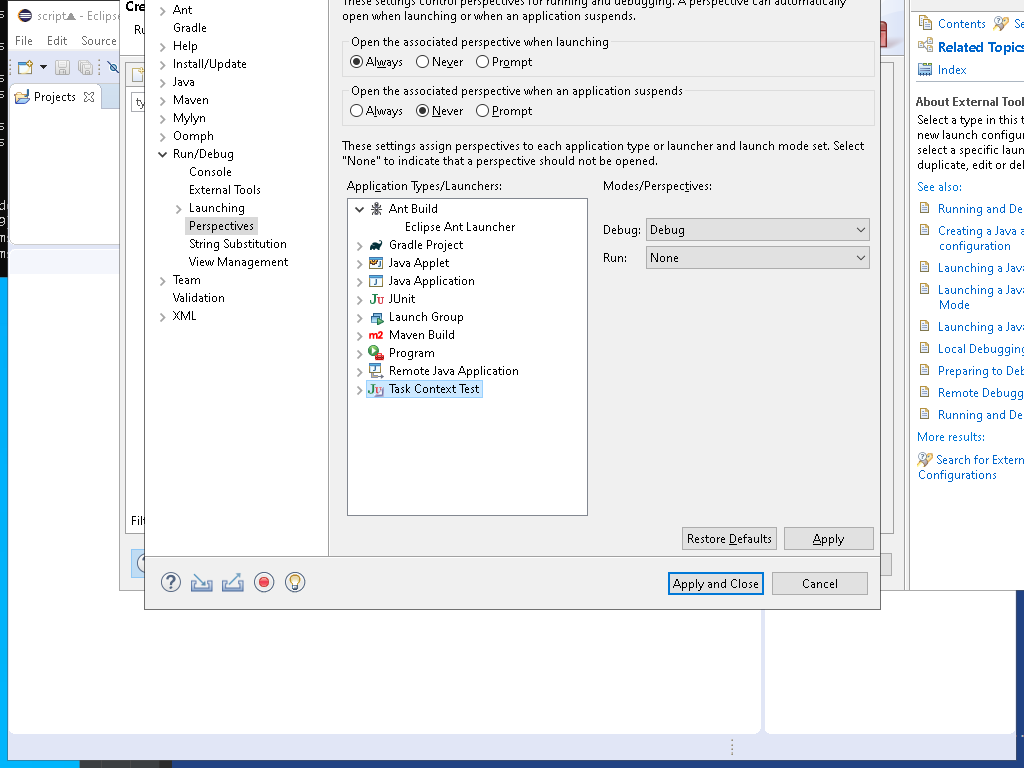 script - Eclipse
File Edit Source
Projects
Cre
Ru
ty
Filt
Ant
Gradle
Help
Install/Update
Java
Maven
Mylyn
Oomph
Run/Debug
Console
External Tools
Launching
Perspectives
String Substitution
View Management
Team
Validation
XML
These settings control perspectives for running and debugging. A perspective can automatically
open when launching or when an application suspends.
Open the associated perspective when launching
Always Never Prompt
Open the associated perspective when an application suspends
Always Never Prompt
These settings assign perspectives to each application type or launcher and launch mode set. Select
"None" to indicate that a perspective should not be opened.
Application Types/Launchers:
Modes/Perspectives:
Ant Build
Eclipse Ant Launcher
Gradle Project
Java Applet
Java Application
JUnit
Launch Group
Maven Build
Program
Remote Java Application
Task Context Test
Debug: Debug
Run: None
Restore Defaults
Apply
Apply and Close
Cancel
Contents
Se
Related Topics
Index
About External Tool
Select a type in this t
new launch configur
select a specific laun
duplicate, edit or del
See also:
Running and De
Creating a Java a
configuration
Launching a Java
Launching a Java
Mode
Launching a Java
Local Debugging
Preparing to Deb
Remote Debugg
Running and De
More results:
Search for Extern
Configurations